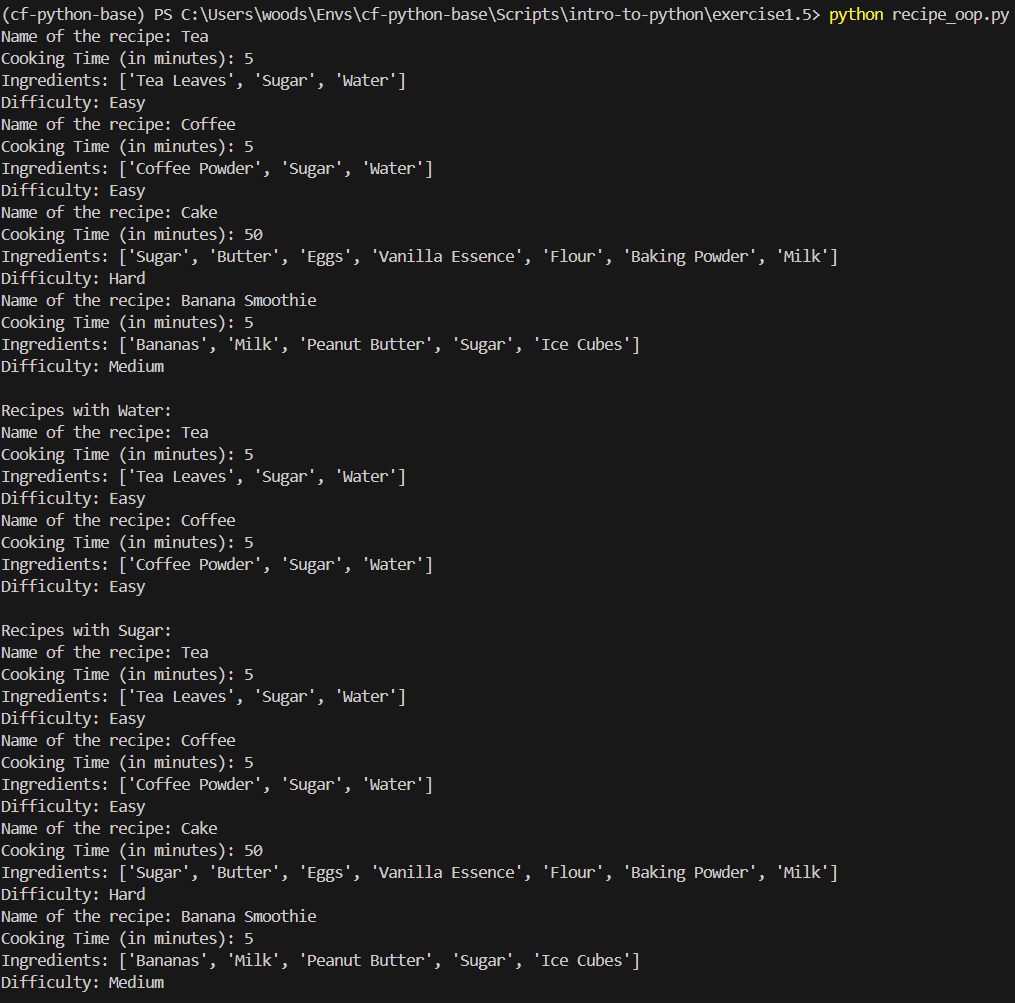 (cf-python-base) PS C:\Users\woods\Envs\cf-python-base\Scripts\intro-to-python\exercise1.5> python recipe_oop.py
Name of the recipe: Tea
Cooking Time (in minutes): 5
Ingredients: ['Tea Leaves', 'Sugar', 'Water']
Difficulty: Easy
Name of the recipe: Coffee
Cooking Time (in minutes): 5
Ingredients: ['Coffee Powder', 'Sugar', 'Water']
Difficulty: Easy
Name of the recipe: Cake
Cooking Time (in minutes): 50
Ingredients: ['Sugar', 'Butter', 'Eggs', 'Vanilla Essence', 'Flour', 'Baking Powder', 'Milk']
Difficulty: Hard
Name of the recipe: Banana Smoothie
Cooking Time (in minutes): 5
Ingredients: ['Bananas', 'Milk', 'Peanut Butter', 'Sugar', 'Ice Cubes']
Difficulty: Medium

Recipes with Water:
Name of the recipe: Tea
Cooking Time (in minutes): 5
Ingredients: ['Tea Leaves', 'Sugar', 'Water']
Difficulty: Easy
Name of the recipe: Coffee
Cooking Time (in minutes): 5
Ingredients: ['Coffee Powder', 'Sugar', 'Water']
Difficulty: Easy

Recipes with Sugar:
Name of the recipe: Tea
Cooking Time (in minutes): 5
Ingredients: ['Tea Leaves', 'Sugar', 'Water']
Difficulty: Easy
Name of the recipe: Coffee
Cooking Time (in minutes): 5
Ingredients: ['Coffee Powder', 'Sugar', 'Water']
Difficulty: Easy
Name of the recipe: Cake
Cooking Time (in minutes): 50
Ingredients: ['Sugar', 'Butter', 'Eggs', 'Vanilla Essence', 'Flour', 'Baking Powder', 'Milk']
Difficulty: Hard
Name of the recipe: Banana Smoothie
Cooking Time (in minutes): 5
Ingredients: ['Bananas', 'Milk', 'Peanut Butter', 'Sugar', 'Ice Cubes']
Difficulty: Medium